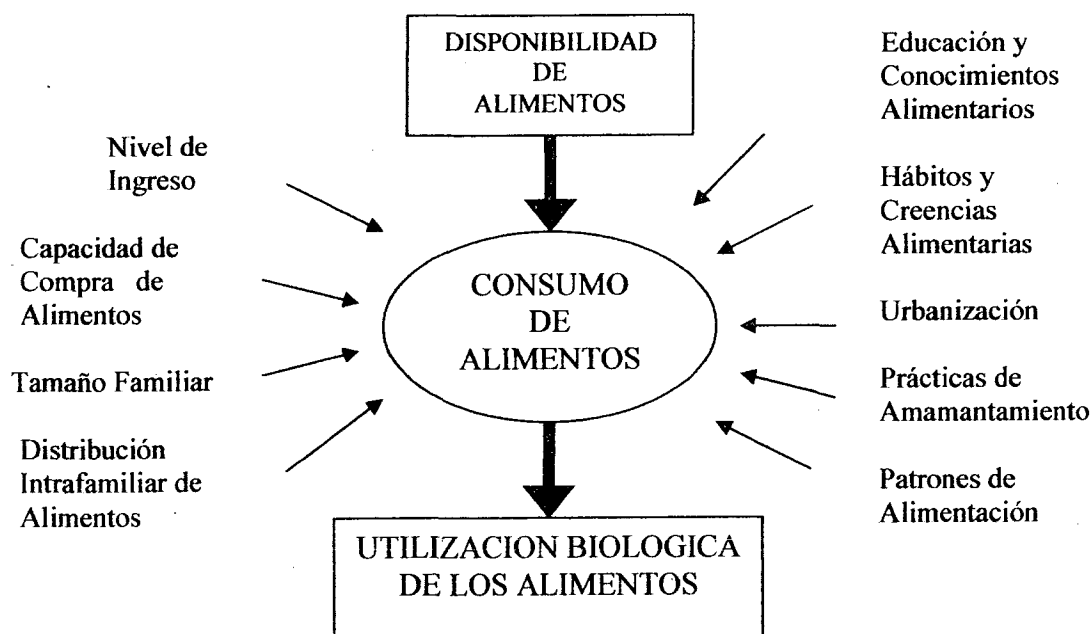 DISPONIBILIDAD
DE
ALIMENTOS
Nivel de
Ingreso
Capacidad de
Compra de
Alimentos
Tamaño Familiar
Distribución
Intrafamiliar de
Alimentos
CONSUMO
DE
ALIMENTOS
Educación y
Conocimientos
Alimentarios
Hábitos y
Creencias
Alimentarias
Urbanización
Prácticas de
Amamantamiento
Patrones de
Alimentación
UTILIZACION BIOLOGICA
DE LOS ALIMENTOS